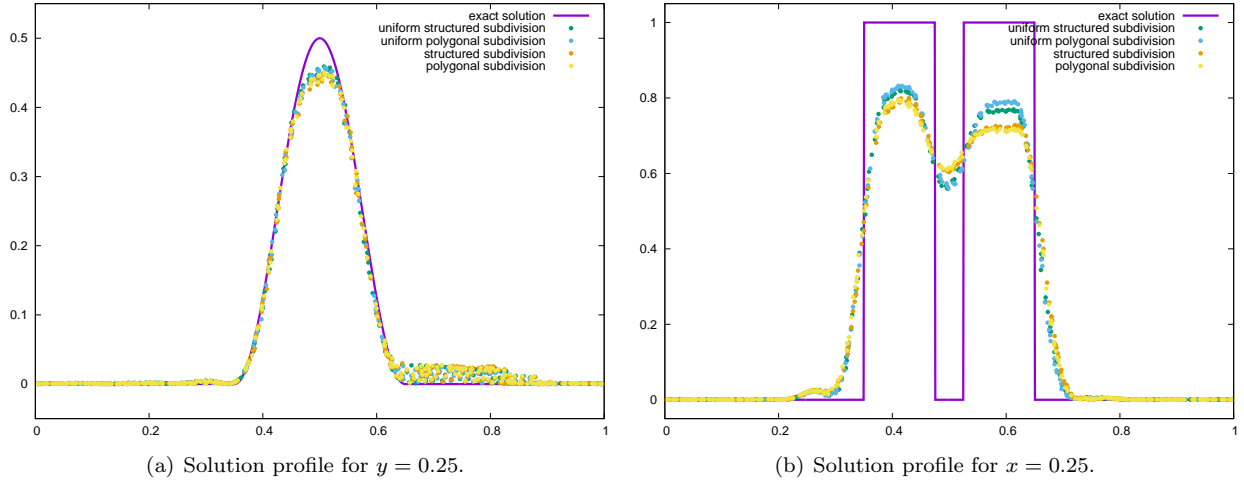 exact solution
uniform structured subdivision
uniform polygonal subdivision
structured subdivision
polygonal subdivision
0.5
0.4
0.3
0.2
0.1
0
0 0.2 0.4 0.6 0.8 1
(a) Solution profile for y = 0.25.
exact solution
uniform structured subdivision
uniform polygonal subdivision
structured subdivision
polygonal subdivision
1
0.8
0.6
0.4
0.2
0
0 0.2 0.4 0.6 0.8 1
(b) Solution profile for x = 0.25.